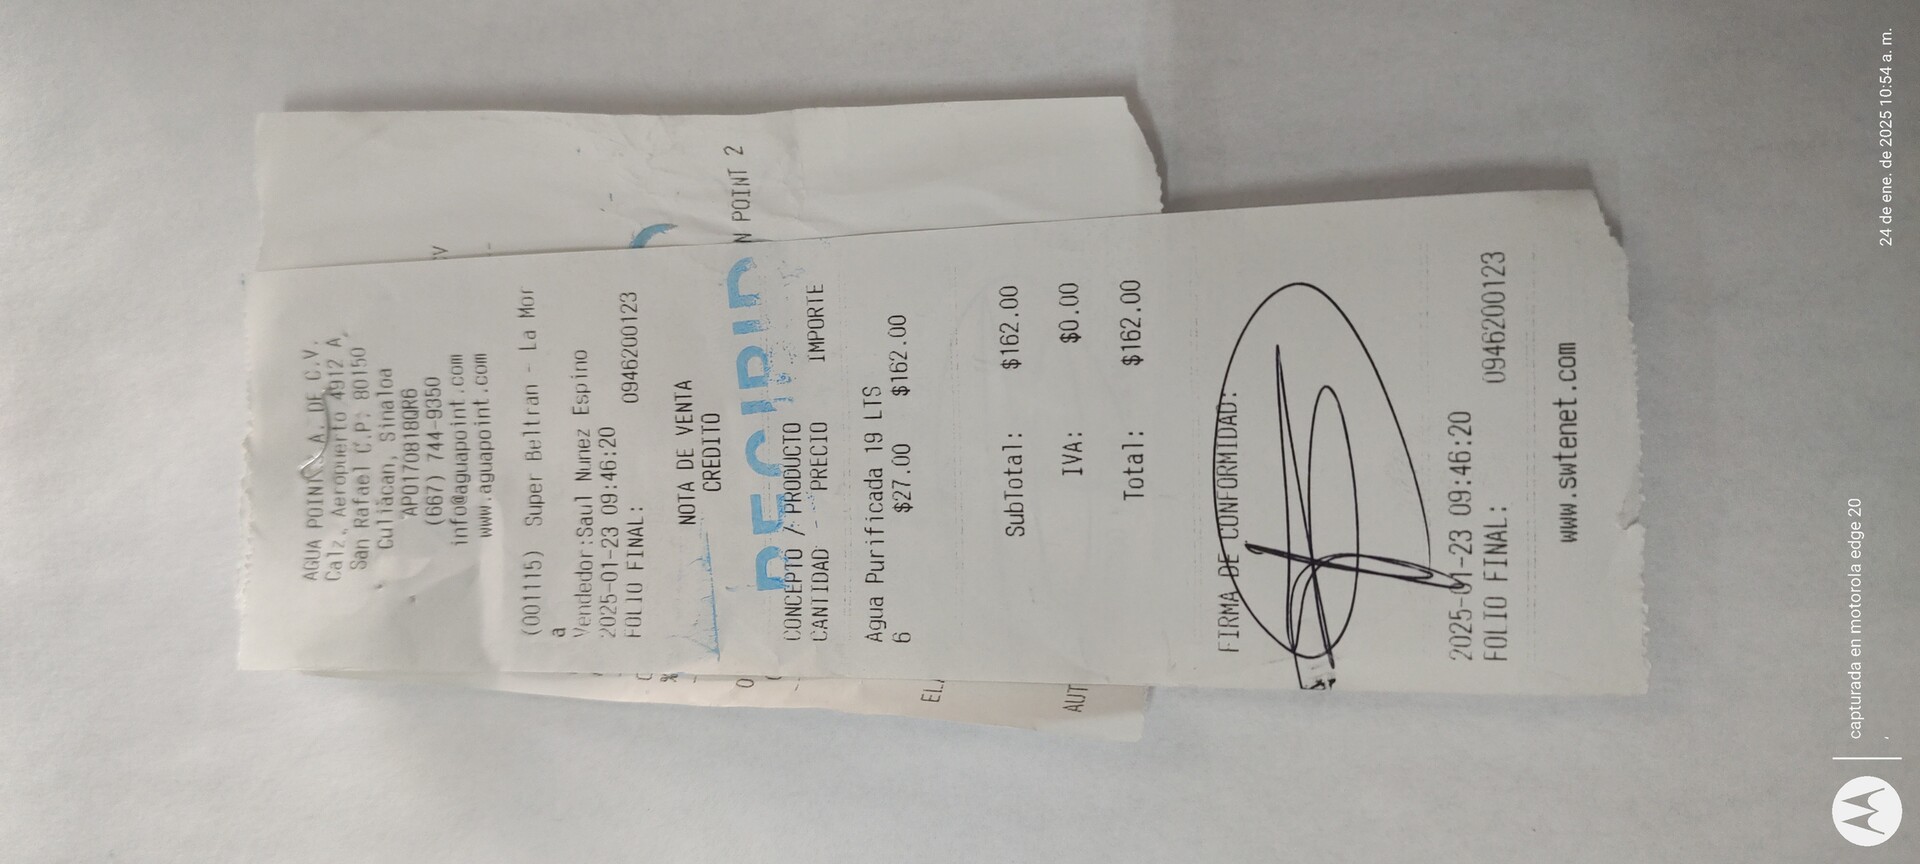 AGUA POINT S.A. DE C.V.
Calz. Aeropuerto 4912 A,
San Rafael C.P: 80150
Culiacan, Sinaloa
APO170818QR6
(667) 744-9350
info@aguapoint.com
www.aguapoint.com
(001115) Super Beltran - La Mor
a
Vendedor:Saul Nunez Espino
2025-01-23 09:46:20
FOLIO FINAL: 0946200123
NOTA DE VENTA
CREDITO
RECIBID
N POINT 2
CONCEPTO / PRODUCTO
CANTIDAD PRECIO IMPORTE
Agua Purificada 19 LTS
6 $27.00 $162.00
SubTotal: $162.00
IVA: $0.00
Total: $162.00
FIRMA DE CONFORMIDAD:
2025-01-23 09:46:20
FOLIO FINAL: 0946200123
www.swtenet.com
ELA
AUT
capturada en motorola edge 20
24 de ene. de 2025 10:54 a. m.